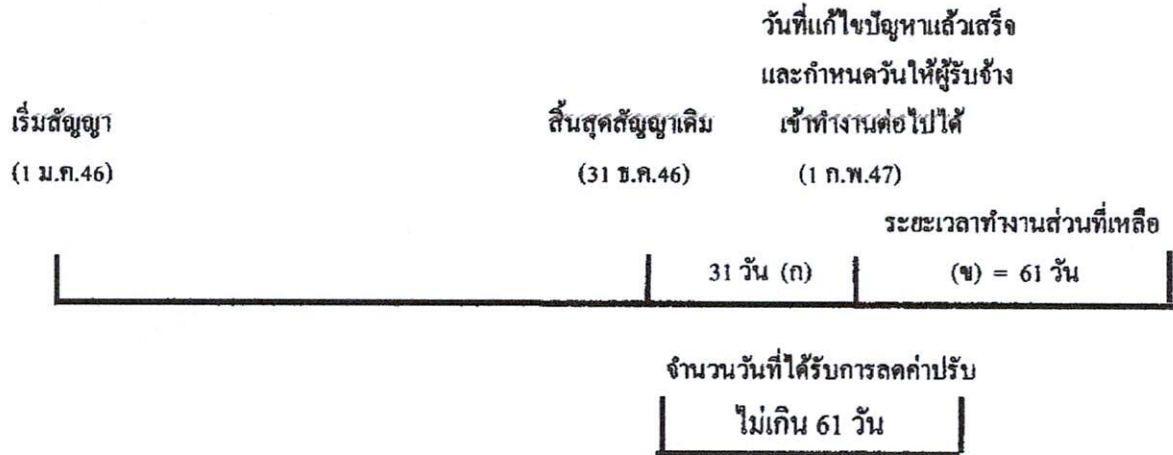 วันที่แก้ไขปัญหาแล้วเสร็จ
และกำหนดวันให้ผู้รับจ้าง
เริ่มสัญญา สิ้นสุดสัญญาเดิม เข้าทำงานต่อไปได้
(1 ม.ค.46) (31 ธ.ค.46) (1 ก.พ.47)
ระยะเวลาทำงานส่วนที่เหลือ
31 วัน (ก) (ข) = 61 วัน
จำนวนวันที่ได้รับการลดค่าปรับ
ไม่เกิน 61 วัน